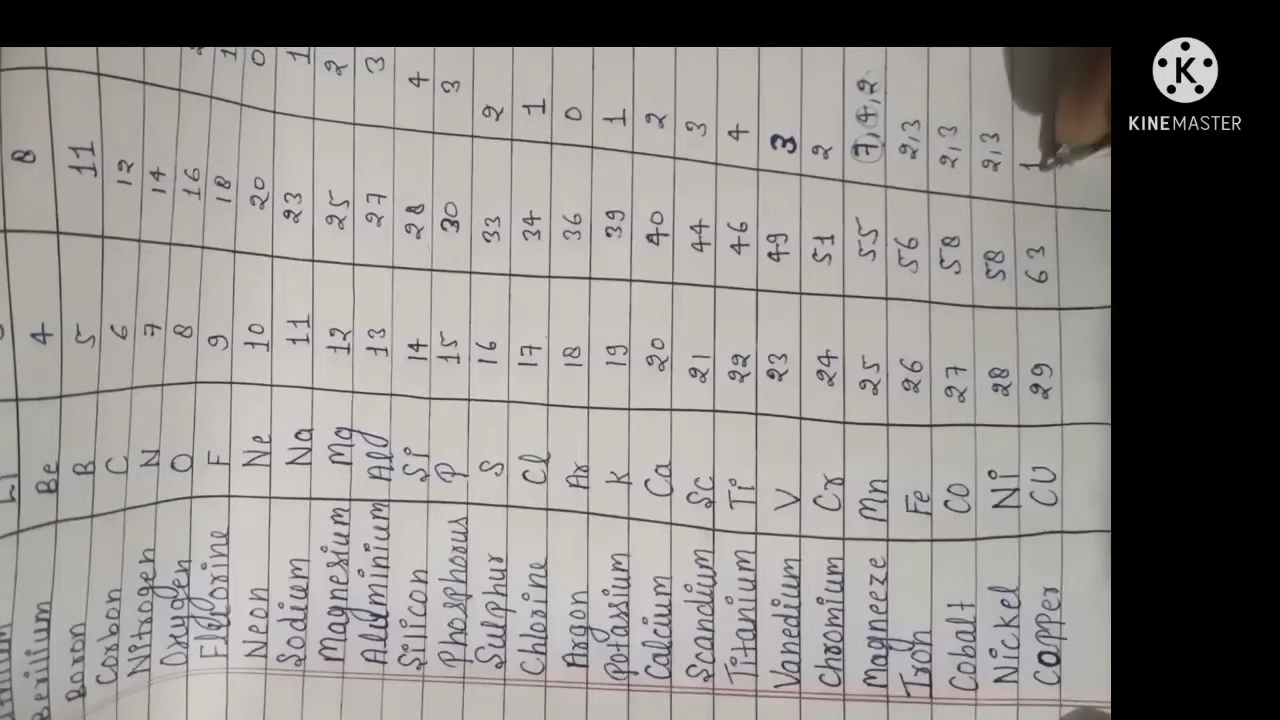 Berilium Be 4 8
Boron B 5 11
Corbon C 6 12
Nitrogen N 7 14
Oxygen O 8 16
Fluorine F 9 18 1
Neon Ne 10 20 0
Sodium Na 11 23 1
Magnesium Mg 12 25 2
Aluminium All 13 27 3
Silicon Si 14 28 4
Phosphorus P 15 30 3
Sulphur S 16 33 2
Chlorine Cl 17 34 1
Argon Ar 18 36 0
Potassium K 19 39 1
Calcium Ca 20 40 2
Scandium Sc 21 44 3
Titanium Ti 22 46 4
Vanedium V 23 49 3
Chromium Cr 24 51 2
Magneeze Mn 25 55 7,4,2
Iron Fe 26 56 2,3
Cobalt CO 27 58 2,3
Nickel Ni 28 58 2,3
Copper CU 29 63 1
K
KINEMASTER